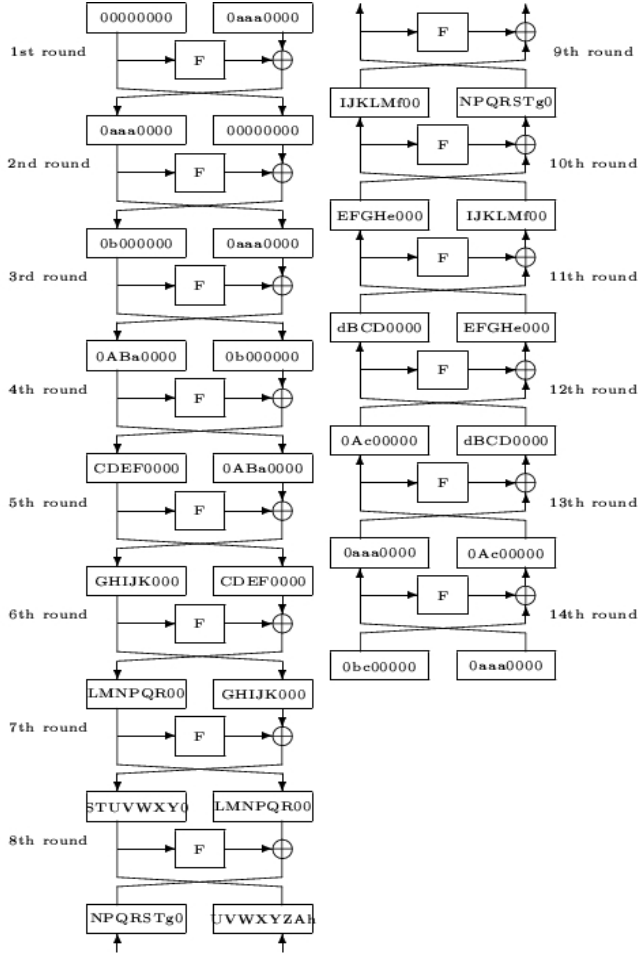 00000000 0aaa0000
1st round F
0aaa0000 00000000
2nd round F
0b000000 0aaa0000
3rd round F
0ABa0000 0b000000
4th round F
CDEF0000 0ABa0000
5th round F
GHIJK000 CDEF0000
6th round F
LMNPQR00 GHIJK000
7th round F
STUVWXY0 LMNPQR00
8th round F
NPQRSTg0 UVWXYZAh
F 9th round
IJKLMf00 NPQRSTg0
F 10th round
EFGHe000 IJKLMf00
F 11th round
dBCD0000 EFGHe000
F 12th round
0Ac00000 dBCD0000
F 13th round
0aaa0000 0Ac00000
F 14th round
0bc00000 0aaa0000